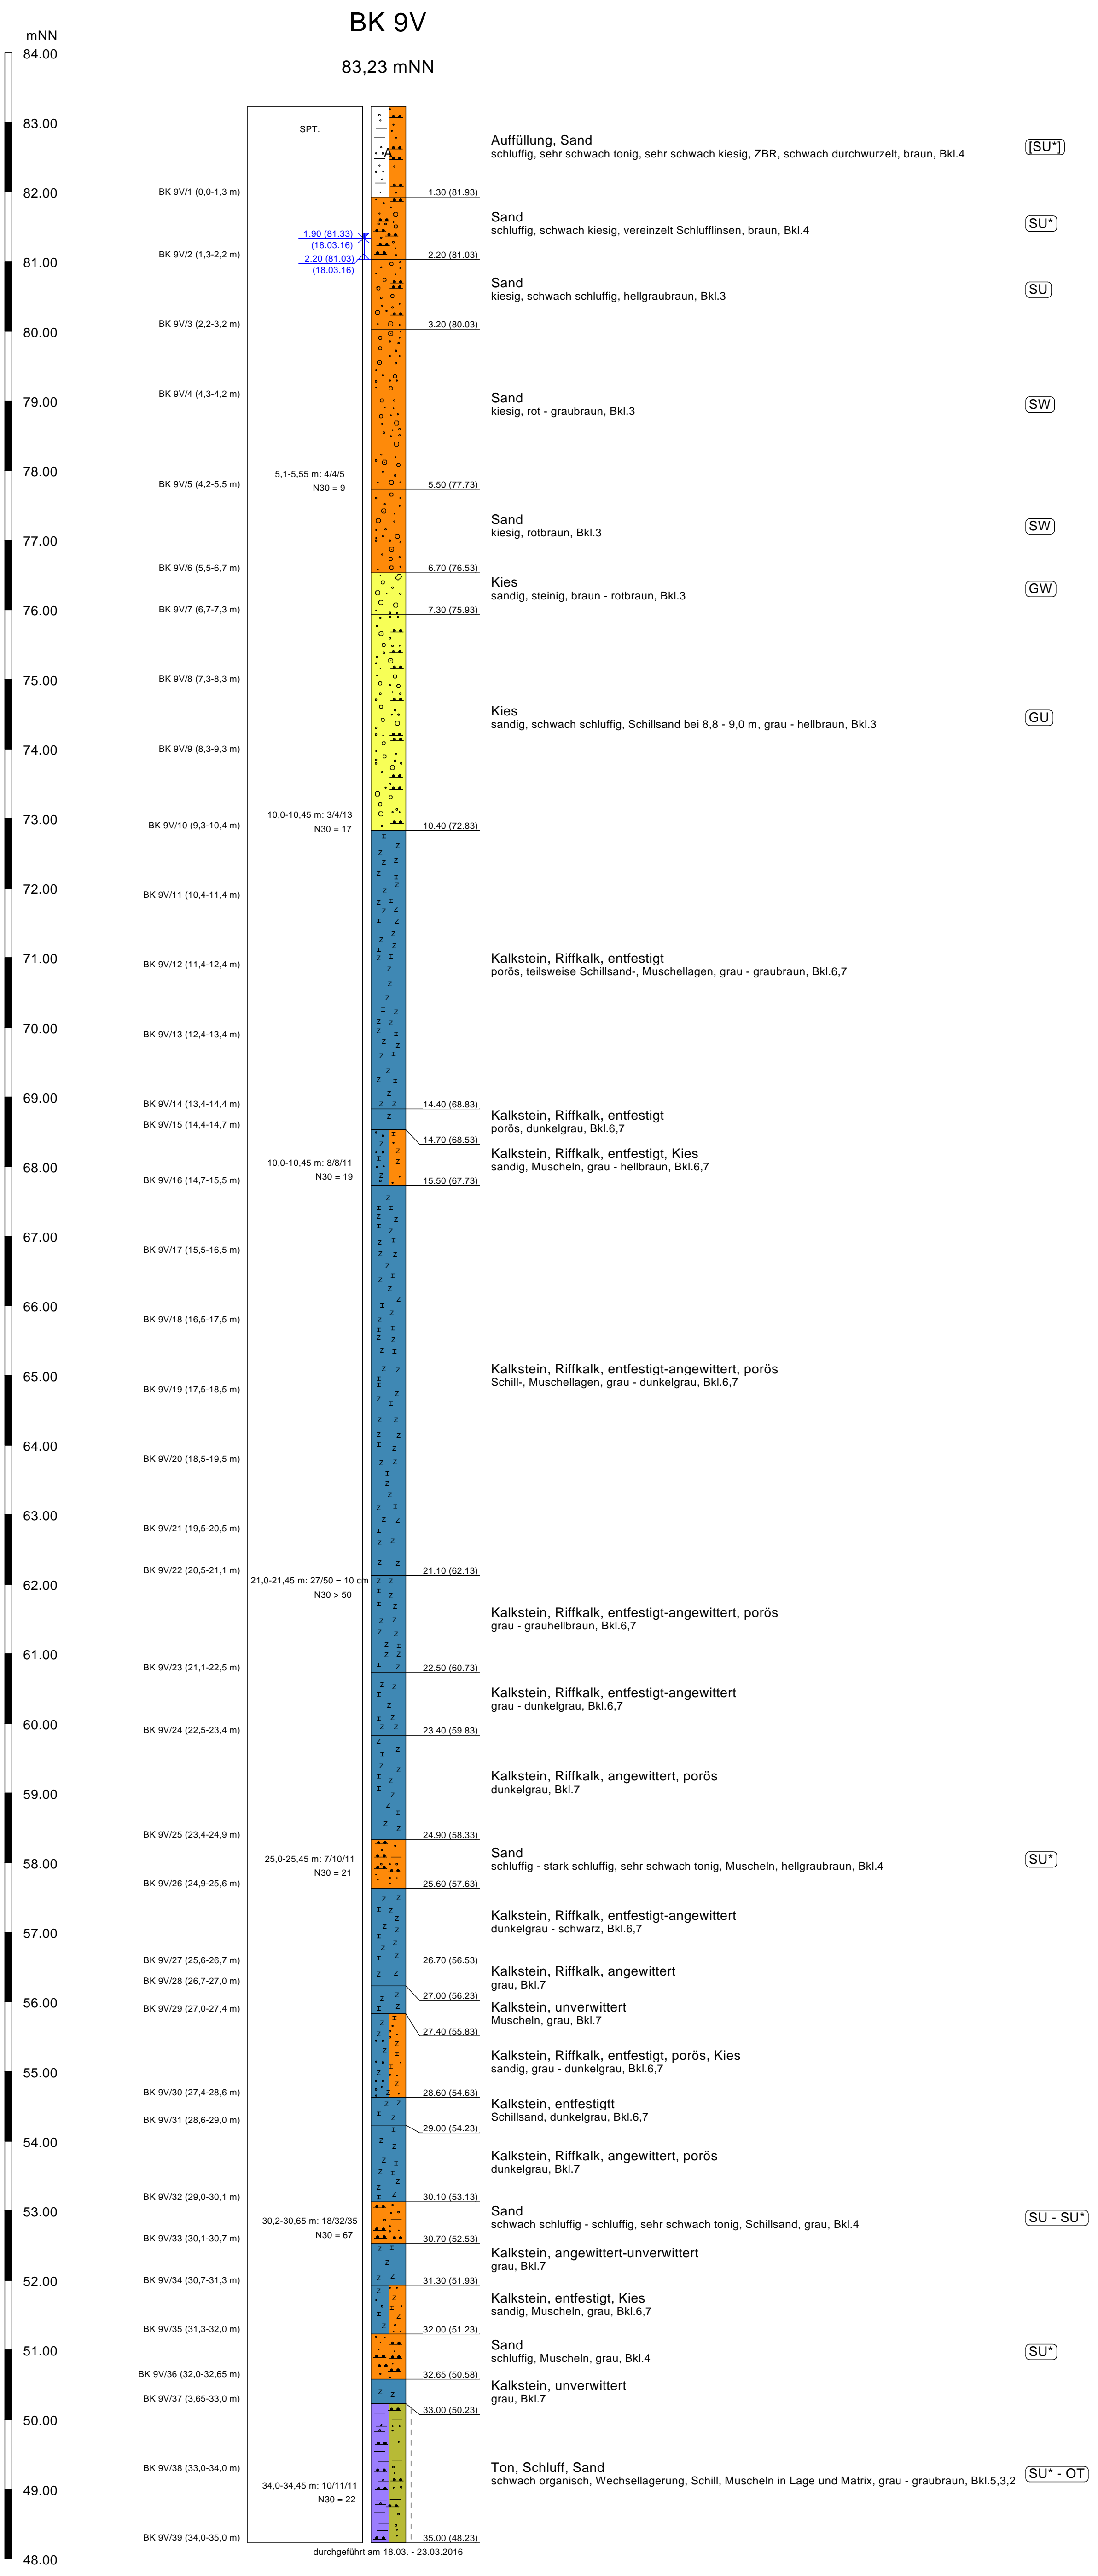 BK 9V
mNN
84.00
83,23 mNN
83.00
SPT:
A
Auffüllung, Sand
schluffig, sehr schwach tonig, sehr schwach kiesig, ZBR, schwach durchwurzelt, braun, Bkl.4
[SU*]
82.00
BK 9V/1 (0,0-1,3 m)
1.30 (81.93)
Sand
schluffig, schwach kiesig, vereinzelt Schlufflinsen, braun, Bkl.4
SU*
1.90 (81.33)
(18.03.16)
BK 9V/2 (1,3-2,2 m)
2.20 (81.03)
(18.03.16)
2.20 (81.03)
81.00
Sand
kiesig, schwach schluffig, hellgraubraun, Bkl.3
SU
BK 9V/3 (2,2-3,2 m)
3.20 (80.03)
80.00
BK 9V/4 (4,3-4,2 m)
79.00
Sand
kiesig, rot - graubraun, Bkl.3
SW
78.00
5,1-5,55 m: 4/4/5
N30 = 9
BK 9V/5 (4,2-5,5 m)
5.50 (77.73)
Sand
kiesig, rotbraun, Bkl.3
SW
77.00
BK 9V/6 (5,5-6,7 m)
6.70 (76.53)
Kies
sandig, steinig, braun - rotbraun, Bkl.3
GW
76.00
BK 9V/7 (6,7-7,3 m)
7.30 (75.93)
75.00
BK 9V/8 (7,3-8,3 m)
Kies
sandig, schwach schluffig, Schillsand bei 8,8 - 9,0 m, grau - hellbraun, Bkl.3
GU
74.00
BK 9V/9 (8,3-9,3 m)
73.00
10,0-10,45 m: 3/4/13
N30 = 17
BK 9V/10 (9,3-10,4 m)
10.40 (72.83)
72.00
BK 9V/11 (10,4-11,4 m)
71.00
BK 9V/12 (11,4-12,4 m)
Kalkstein, Riffkalk, entfestigt
porös, teilsweise Schillsand-, Muschellagen, grau - graubraun, Bkl.6,7
70.00
BK 9V/13 (12,4-13,4 m)
69.00
BK 9V/14 (13,4-14,4 m)
14.40 (68.83)
Kalkstein, Riffkalk, entfestigt
porös, dunkelgrau, Bkl.6,7
BK 9V/15 (14,4-14,7 m)
14.70 (68.53)
Kalkstein, Riffkalk, entfestigt, Kies
sandig, Muscheln, grau - hellbraun, Bkl.6,7
68.00
10,0-10,45 m: 8/8/11
N30 = 19
BK 9V/16 (14,7-15,5 m)
15.50 (67.73)
67.00
BK 9V/17 (15,5-16,5 m)
66.00
BK 9V/18 (16,5-17,5 m)
65.00
BK 9V/19 (17,5-18,5 m)
Kalkstein, Riffkalk, entfestigt-angewittert, porös
Schill-, Muschellagen, grau - dunkelgrau, Bkl.6,7
64.00
BK 9V/20 (18,5-19,5 m)
63.00
BK 9V/21 (19,5-20,5 m)
BK 9V/22 (20,5-21,1 m)
21.10 (62.13)
62.00
21,0-21,45 m: 27/50 = 10 cm
N30 > 50
Kalkstein, Riffkalk, entfestigt-angewittert, porös
grau - grauhellbraun, Bkl.6,7
61.00
BK 9V/23 (21,1-22,5 m)
22.50 (60.73)
Kalkstein, Riffkalk, entfestigt-angewittert
grau - dunkelgrau, Bkl.6,7
60.00
BK 9V/24 (22,5-23,4 m)
23.40 (59.83)
Kalkstein, Riffkalk, angewittert, porös
dunkelgrau, Bkl.7
59.00
BK 9V/25 (23,4-24,9 m)
24.90 (58.33)
58.00
25,0-25,45 m: 7/10/11
N30 = 21
Sand
schluffig - stark schluffig, sehr schwach tonig, Muscheln, hellgraubraun, Bkl.4
SU*
BK 9V/26 (24,9-25,6 m)
25.60 (57.63)
Kalkstein, Riffkalk, entfestigt-angewittert
dunkelgrau - schwarz, Bkl.6,7
57.00
BK 9V/27 (25,6-26,7 m)
26.70 (56.53)
Kalkstein, Riffkalk, angewittert
grau, Bkl.7
BK 9V/28 (26,7-27,0 m)
27.00 (56.23)
56.00
Kalkstein, unverwittert
Muscheln, grau, Bkl.7
BK 9V/29 (27,0-27,4 m)
27.40 (55.83)
Kalkstein, Riffkalk, entfestigt, porös, Kies
sandig, grau - dunkelgrau, Bkl.6,7
55.00
BK 9V/30 (27,4-28,6 m)
28.60 (54.63)
Kalkstein, entfestigtt
Schillsand, dunkelgrau, Bkl.6,7
BK 9V/31 (28,6-29,0 m)
29.00 (54.23)
54.00
Kalkstein, Riffkalk, angewittert, porös
dunkelgrau, Bkl.7
BK 9V/32 (29,0-30,1 m)
30.10 (53.13)
53.00
30,2-30,65 m: 18/32/35
N30 = 67
Sand
schwach schluffig - schluffig, sehr schwach tonig, Schillsand, grau, Bkl.4
SU - SU*
BK 9V/33 (30,1-30,7 m)
30.70 (52.53)
Kalkstein, angewittert-unverwittert
grau, Bkl.7
52.00
BK 9V/34 (30,7-31,3 m)
31.30 (51.93)
Kalkstein, entfestigt, Kies
sandig, Muscheln, grau, Bkl.6,7
BK 9V/35 (31,3-32,0 m)
32.00 (51.23)
51.00
Sand
schluffig, Muscheln, grau, Bkl.4
SU*
BK 9V/36 (32,0-32,65 m)
32.65 (50.58)
Kalkstein, unverwittert
grau, Bkl.7
BK 9V/37 (3,65-33,0 m)
33.00 (50.23)
50.00
BK 9V/38 (33,0-34,0 m)
Ton, Schluff, Sand
schwach organisch, Wechsellagerung, Schill, Muscheln in Lage und Matrix, grau - graubraun, Bkl.5,3,2
SU* - OT
49.00
34,0-34,45 m: 10/11/11
N30 = 22
BK 9V/39 (34,0-35,0 m)
35.00 (48.23)
48.00
durchgeführt am 18.03. - 23.03.2016